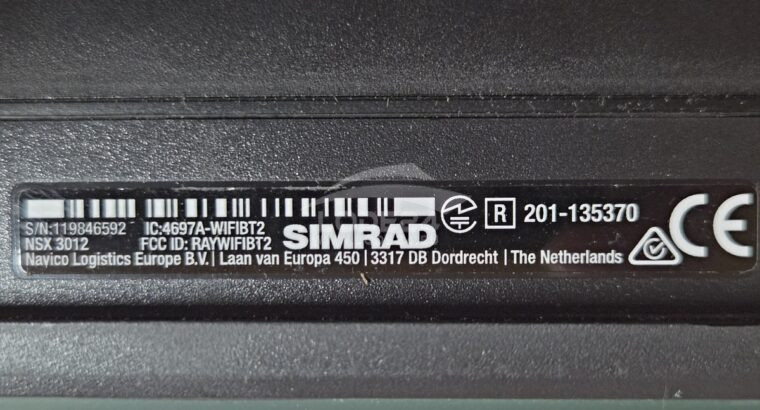 S/N:119846592 IC:4697A-WIFIBT2
NSX 3012 FCC ID: RAYWIFIBT2
SIMRAD
R 201-135370
CE
Navico Logistics Europe B.V. | Laan van Europa 450 | 3317 DB Dordrecht | The Netherlands